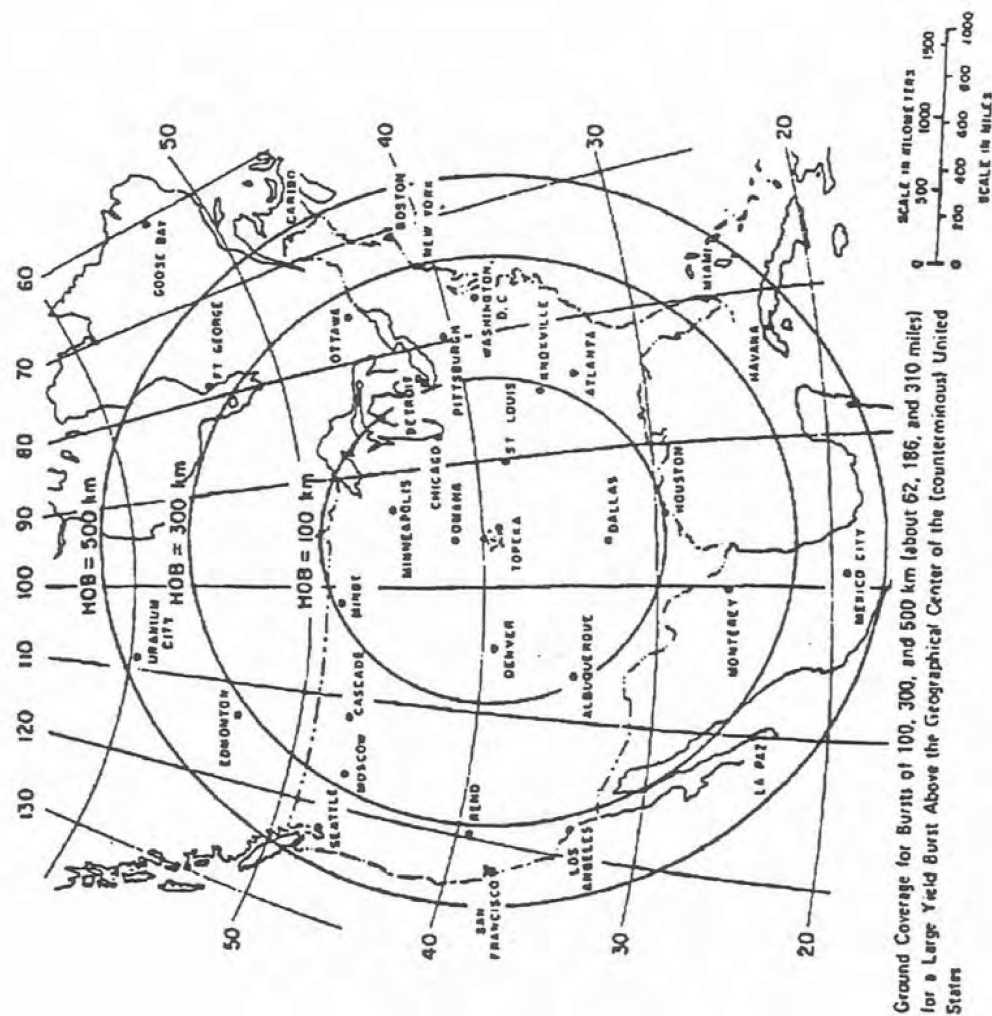 130
120
110
100
90
80
70
60
HOB = 500 km
HOB = 300 km
HOB = 100 km
URANIUM
CITY
GOOSE BAY
FT GEORGE
EDMONTON
50
50
CARIBO
OTTAWA
SEATTLE
MOSCOW
CASCADE
MINNEAPOLIS
DETROIT
BOSTON
NEW YORK
40
40
CHICAGO
OMAHA
PITTSBURGH
WASHINGTON
D.C.
RENO
SAN
FRANCISCO
DENVER
TOPEKA
ST LOUIS
KNOXVILLE
ATLANTA
LOS
ANGELES
ALBUQUERQUE
DALLAS
30
30
HOUSTON
MIAMI
MONTEREY
HAVANA
LA PAZ
20
20
MEXICO CITY
SCALE IN KILOMETERS
0 500 1000 1500
0 200 400 600 800 1000
SCALE IN MILES
Ground Coverage for Bursts of 100, 300, and 500 km (about 62, 186, and 310 miles)
for a Large Yield Burst Above the Geographical Center of the (counterminous) United
States